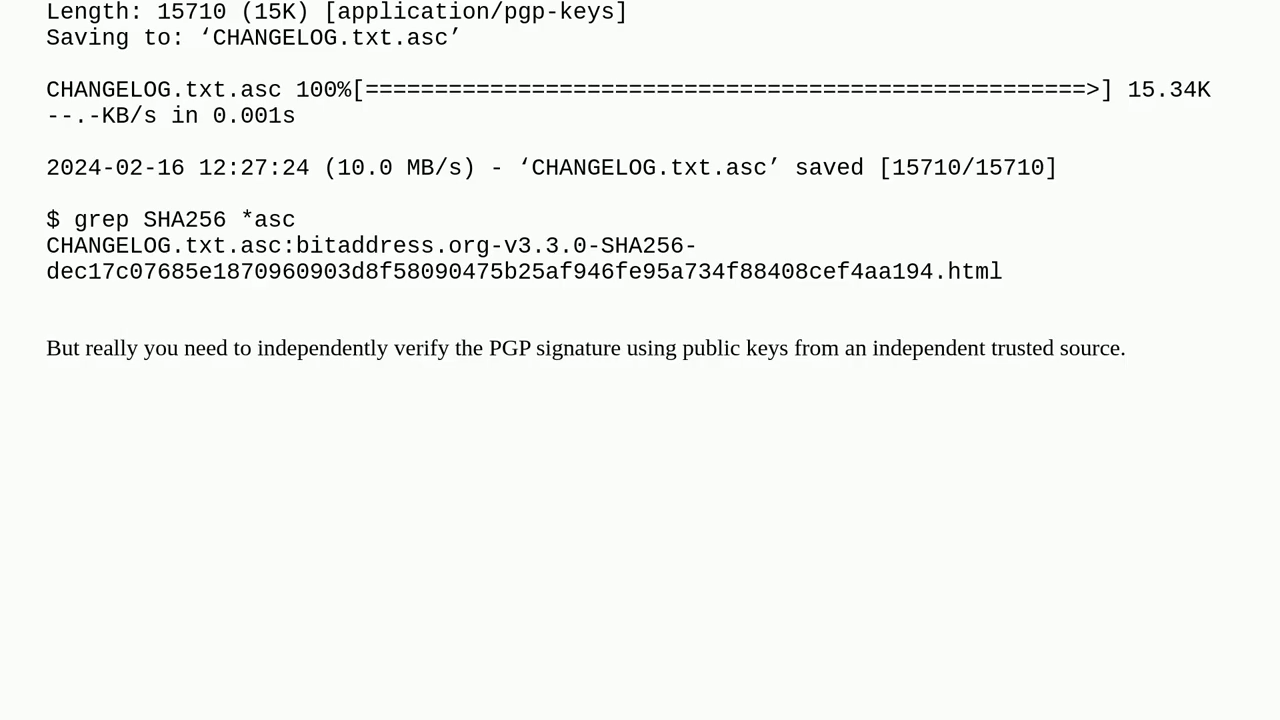 Length: 15710 (15K) [application/pgp-keys]
Saving to: ‘CHANGELOG.txt.asc’
CHANGELOG.txt.asc 100%[====================================================>] 15.34K
--.-KB/s in 0.001s
2024-02-16 12:27:24 (10.0 MB/s) - ‘CHANGELOG.txt.asc’ saved [15710/15710]
$ grep SHA256 *asc
CHANGELOG.txt.asc:bitaddress.org-v3.3.0-SHA256-
dec17c07685e1870960903d8f58090475b25af946fe95a734f88408cef4aa194.html
But really you need to independently verify the PGP signature using public keys from an independent trusted source.